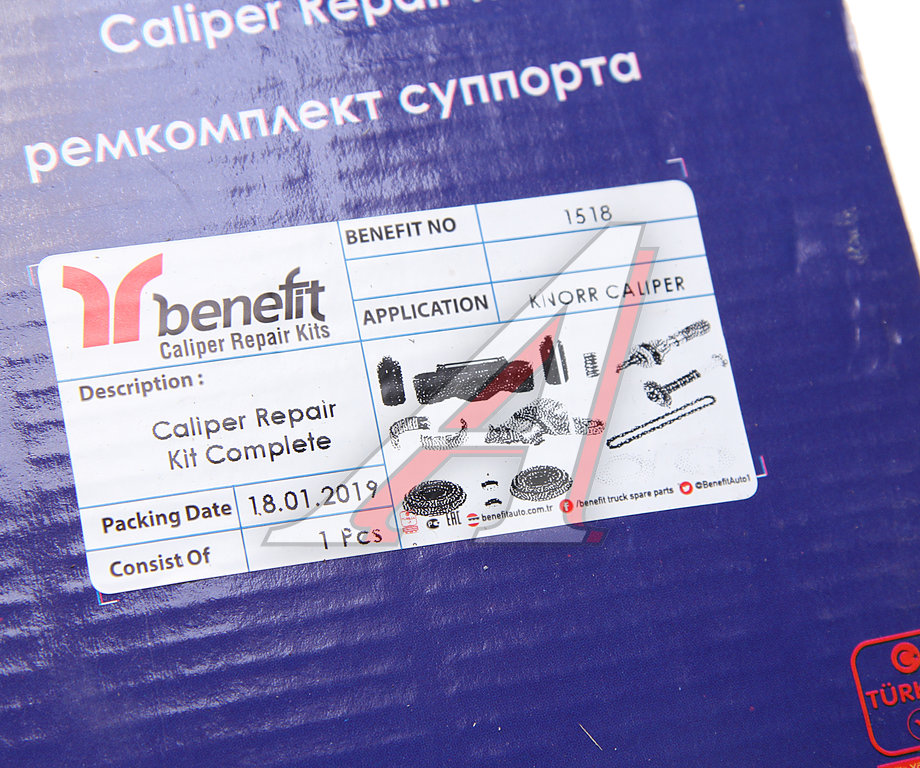 Caliper Repair
ремкомплект суппорта
benefit
Caliper Repair Kits
BENEFIT NO 1518
APPLICATION KNORR CALIPER
Description :
Caliper Repair
Kit Complete
Packing Date 18.01.2019
Consist Of 1 Pcs
EAC benefitauto.com.tr /benefit truck spare parts @BenefitAuto1